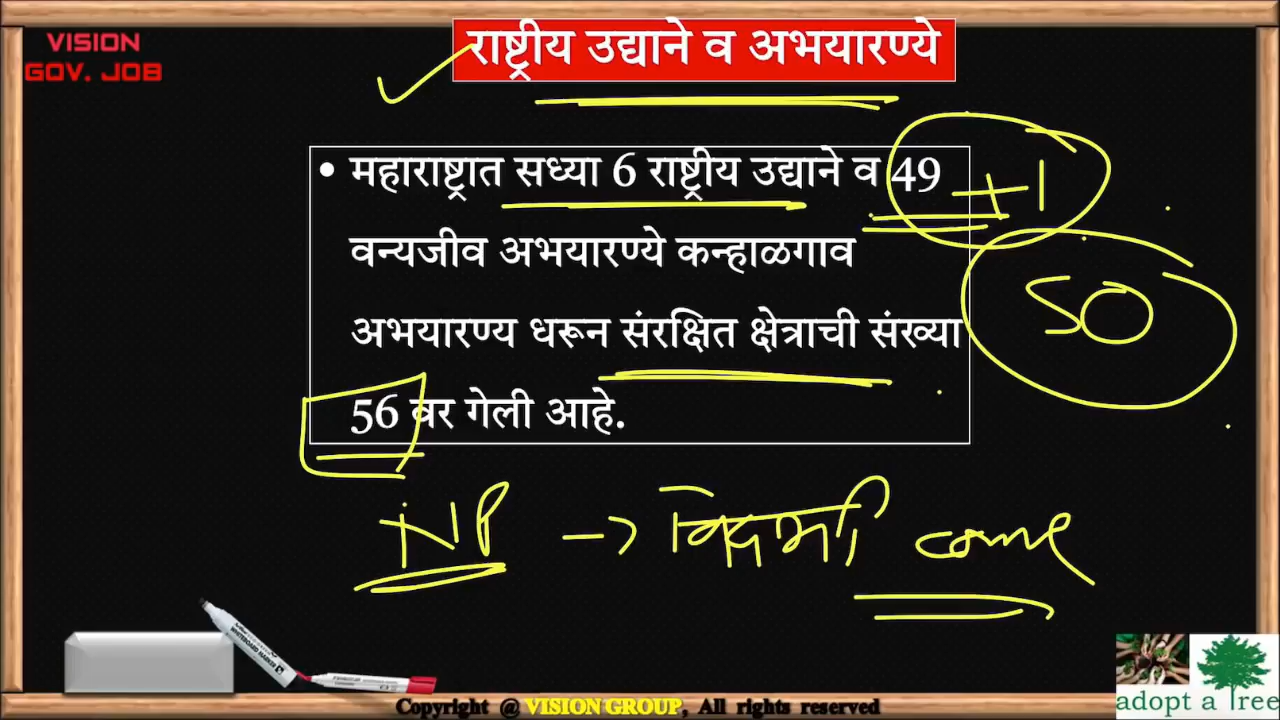 VISION
GOV. JOB
राष्ट्रीय उद्याने व अभयारण्ये
• महाराष्ट्रात सध्या 6 राष्ट्रीय उद्याने व 49 +1
वन्यजीव अभयारण्ये कन्हाळगाव
50
अभयारण्य धरून संरक्षित क्षेत्राची संख्या
56 वर गेली आहे.
NP →
Copyright @ VISION GROUP, All rights reserved
adopt a Tree